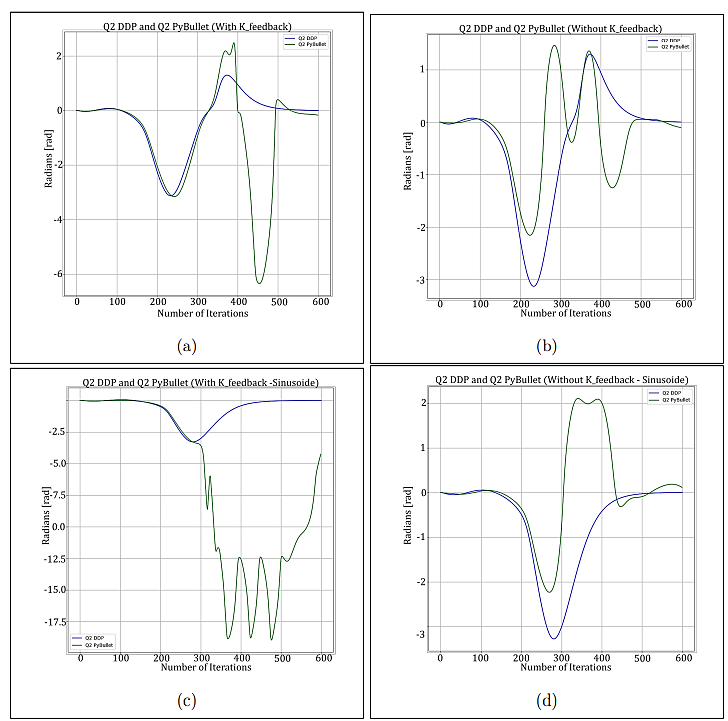 Q2 DDP and Q2 PyBullet (With K_feedback)
Q2 DDP
Q2 PyBullet
2
0
-2
-4
-6
Radians [rad]
0 100 200 300 400 500 600
Number of Iterations
(a)
Q2 DDP and Q2 PyBullet (Without K_feedback)
Q2 DDP
Q2 PyBullet
1
0
-1
-2
-3
Radians [rad]
0 100 200 300 400 500 600
Number of Iterations
(b)
Q2 DDP and Q2 PyBullet (With K_feedback -Sinusoide)
-2.5
-5.0
-7.5
0.0
-12.5
-15.0
-17.5
Radians [rad]
Q2 DDP
Q2 PyBullet
0 100 200 300 400 500 600
Number of Iterations
(c)
Q2 DDP and Q2 PyBullet (Without K_feedback - Sinusoide)
Q2 DDP
Q2 PyBullet
2
1
0
-1
-2
-3
Radians [rad]
0 100 200 300 400 500 600
Number of Iterations
(d)